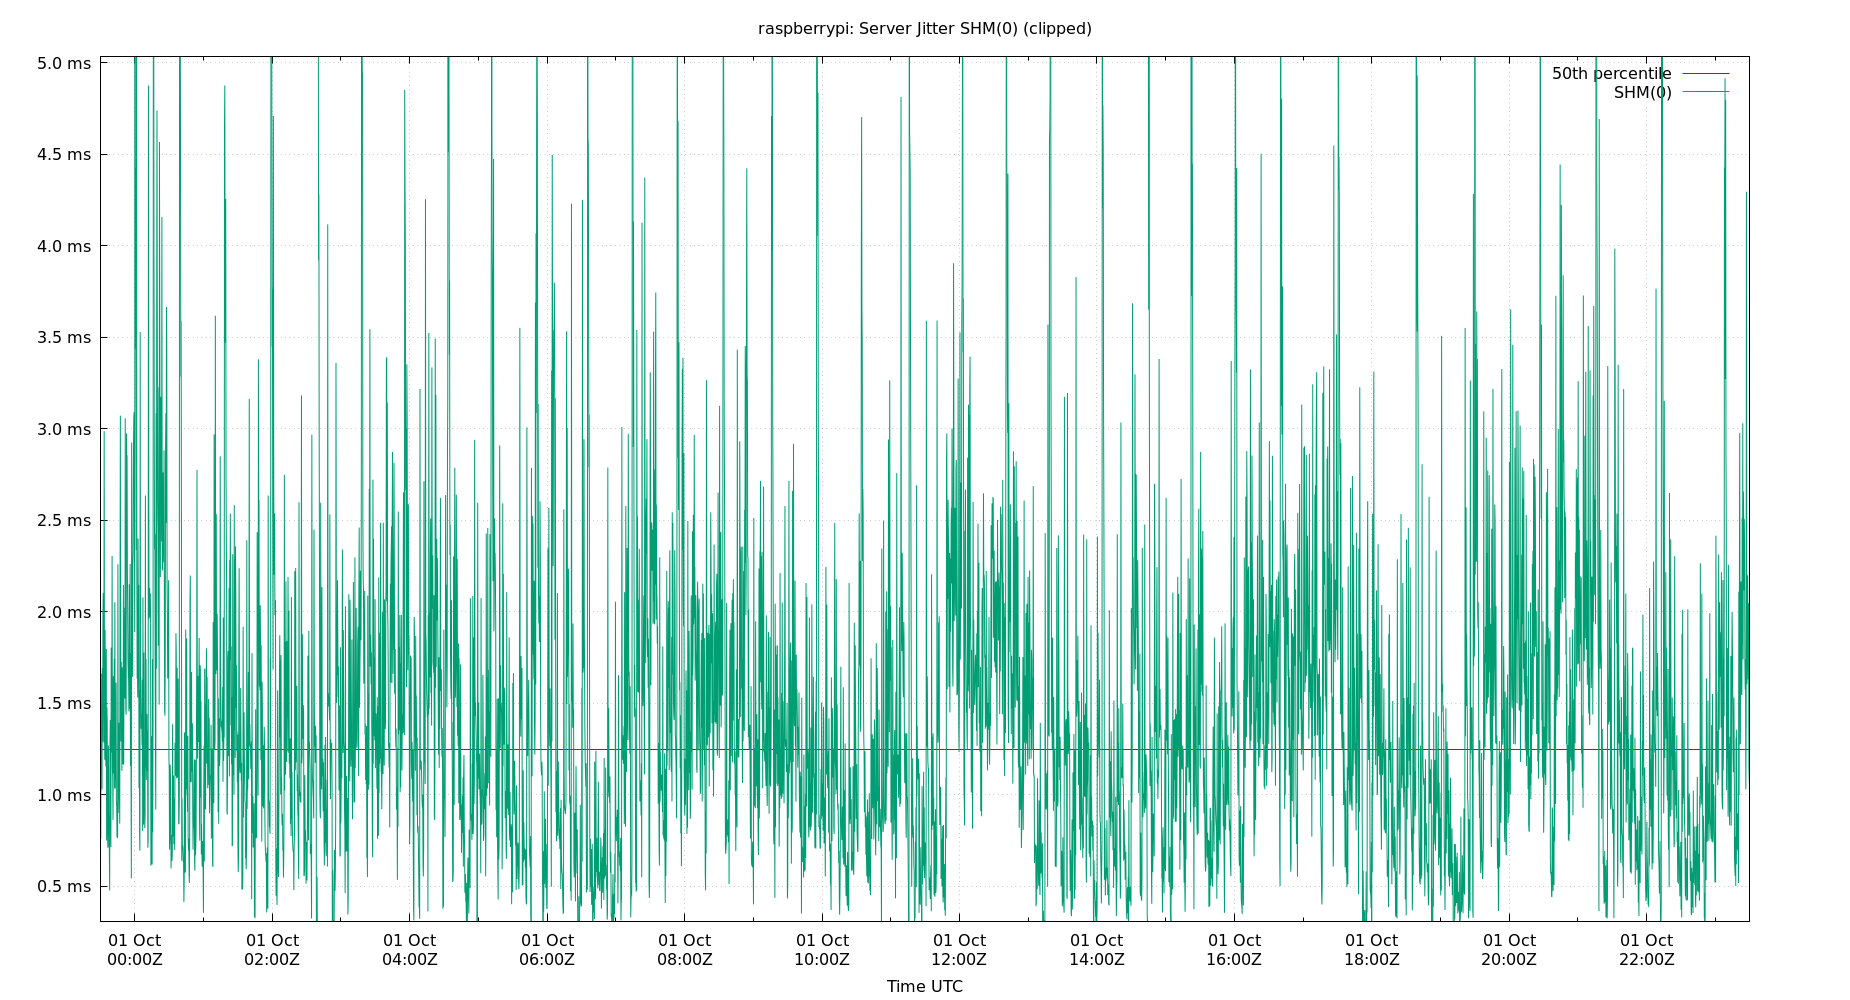 raspberrypi: Server Jitter SHM(0) (clipped)
50th percentile
SHM(0)
5.0 ms
4.5 ms
4.0 ms
3.5 ms
3.0 ms
2.5 ms
2.0 ms
1.5 ms
1.0 ms
0.5 ms
01 Oct 01 Oct 01 Oct 01 Oct 01 Oct 01 Oct 01 Oct 01 Oct 01 Oct 01 Oct 01 Oct 01 Oct
00:00Z 02:00Z 04:00Z 06:00Z 08:00Z 10:00Z 12:00Z 14:00Z 16:00Z 18:00Z 20:00Z 22:00Z
Time UTC